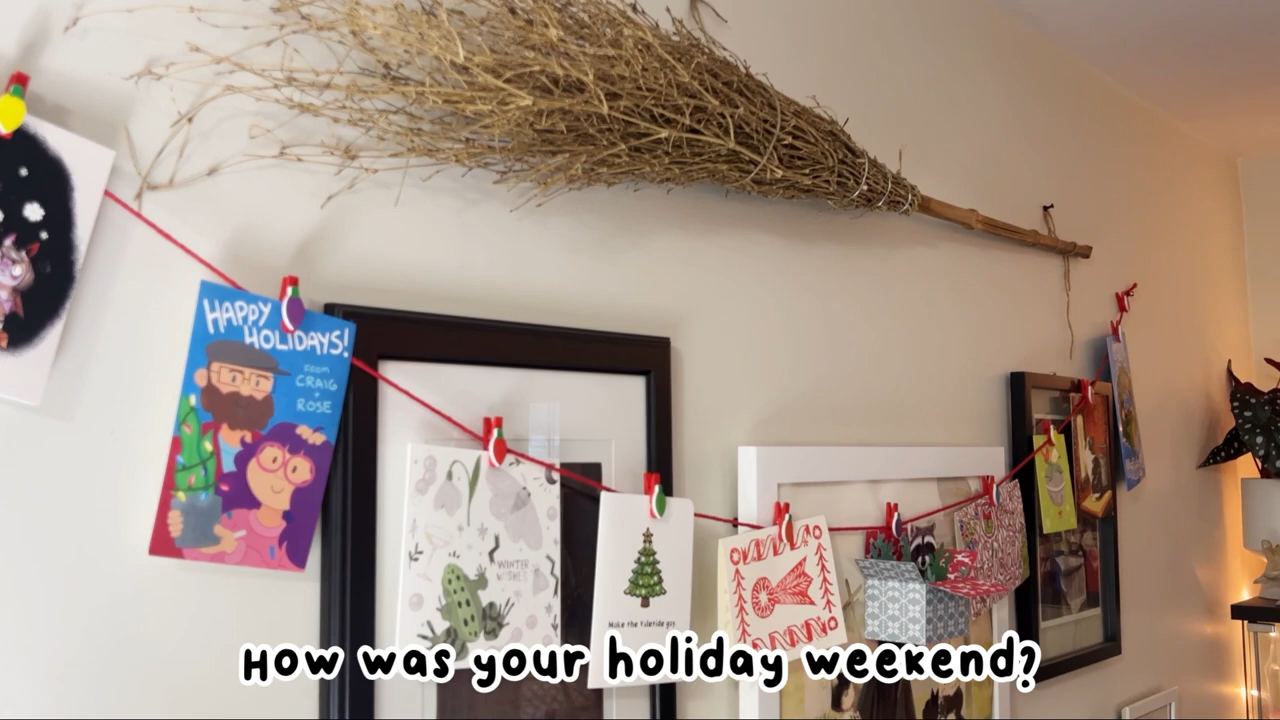 HAPPY
HOLIDAYS!
FROM
CRAIG
+
ROSE
WINTER
WISHES
Make the Yuletide gay
How was your holiday weekend?